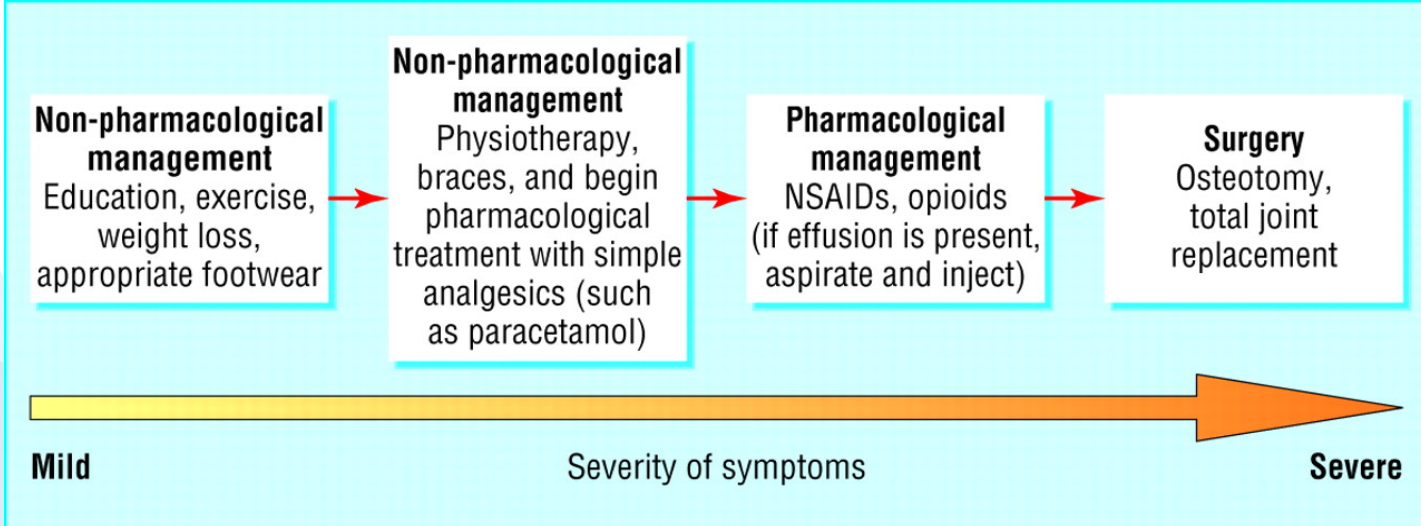 Non-pharmacological
management
Education, exercise,
weight loss,
appropriate footwear
Non-pharmacological
management
Physiotherapy,
braces, and begin
pharmacological
treatment with simple
analgesics (such
as paracetamol)
Pharmacological
management
NSAIDs, opioids
(if effusion is present,
aspirate and inject)
Surgery
Osteotomy,
total joint
replacement
Mild
Severity of symptoms
Severe